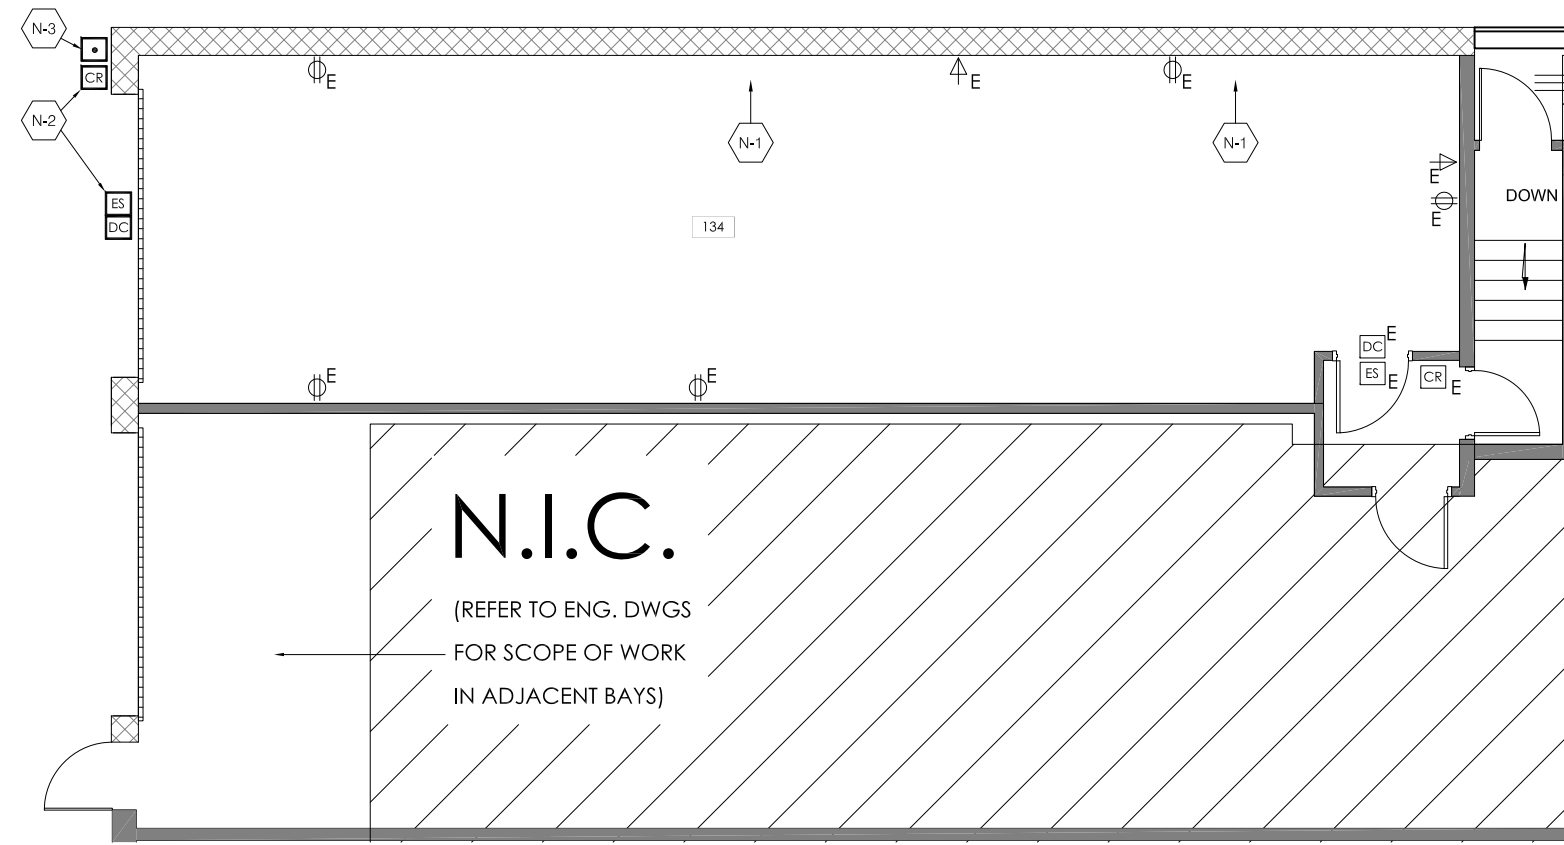 N-3
CR
N-2
ES
DC
E
E
E
N-1
N-1
134
E
E
DOWN
E
E
DC
E
ES
E
CR
E
N.I.C.
(REFER TO ENG. DWGS
FOR SCOPE OF WORK
IN ADJACENT BAYS)